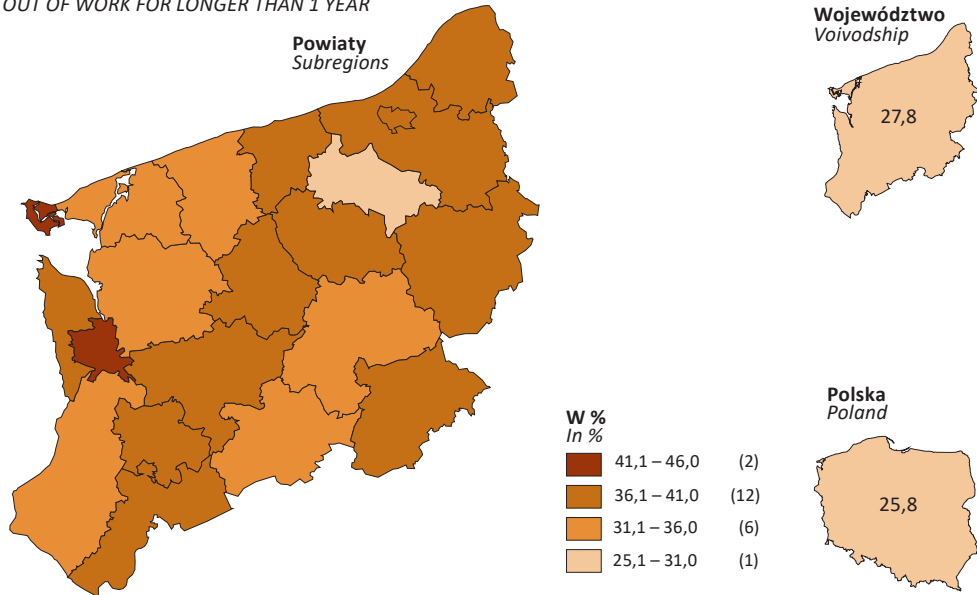 OUT OF WORK FOR LONGER THAN 1 YEAR
Powiaty
Subregions
Województwo
Voivodship
27,8
Polska
Poland
25,8
W %
In %
41,1 – 46,0 (2)
36,1 – 41,0 (12)
31,1 – 36,0 (6)
25,1 – 31,0 (1)